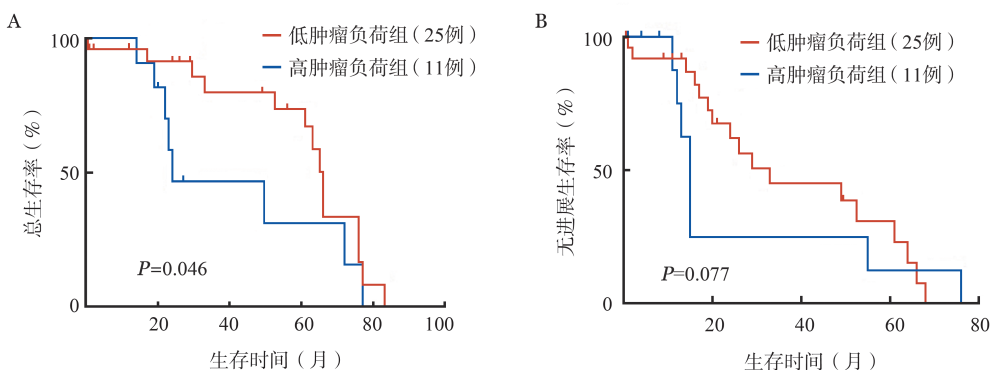 A
低肿瘤负荷组（25例）
高肿瘤负荷组（11例）
100
50
0
总生存率（%）
P=0.046
20 40 60 80 100
生存时间（月）
B
低肿瘤负荷组（25例）
高肿瘤负荷组（11例）
100
50
0
无进展生存率（%）
P=0.077
20 40 60 80
生存时间（月）